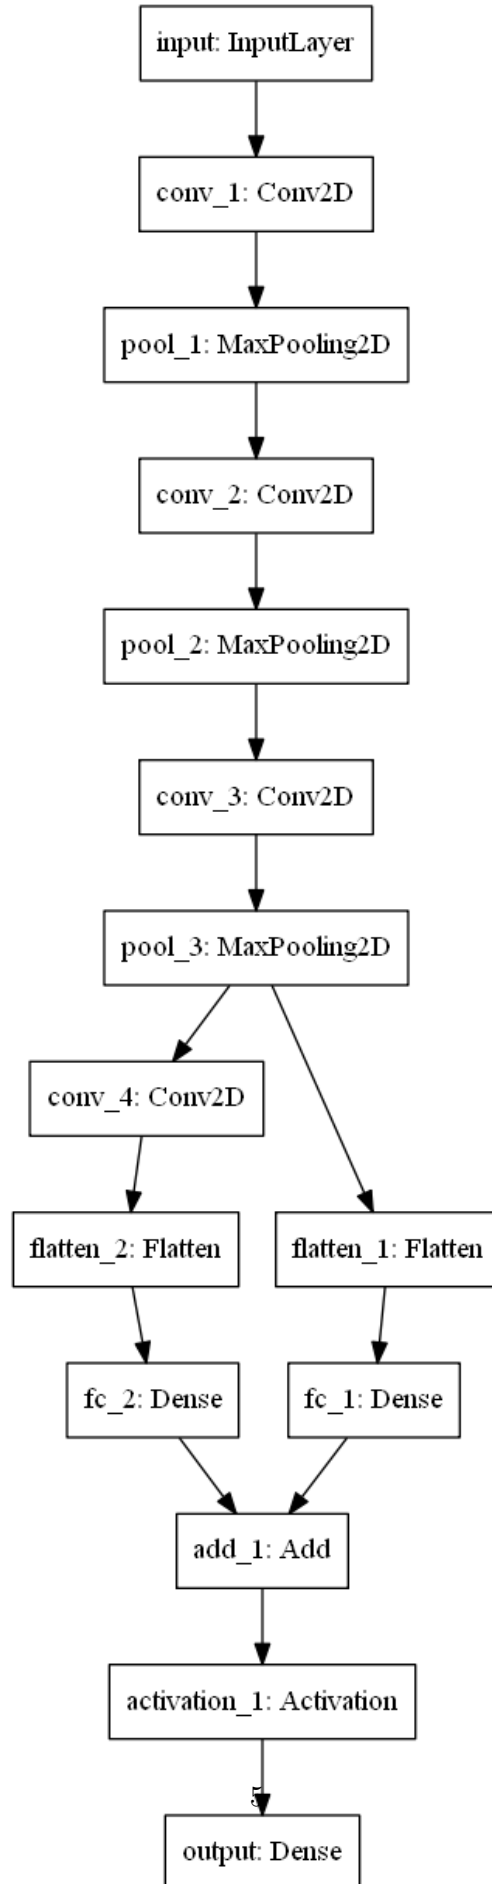 input: InputLayer
conv_1: Conv2D
pool_1: MaxPooling2D
conv_2: Conv2D
pool_2: MaxPooling2D
conv_3: Conv2D
pool_3: MaxPooling2D
conv_4: Conv2D
flatten_2: Flatten
flatten_1: Flatten
fc_2: Dense
fc_1: Dense
add_1: Add
activation_1: Activation
output: Dense